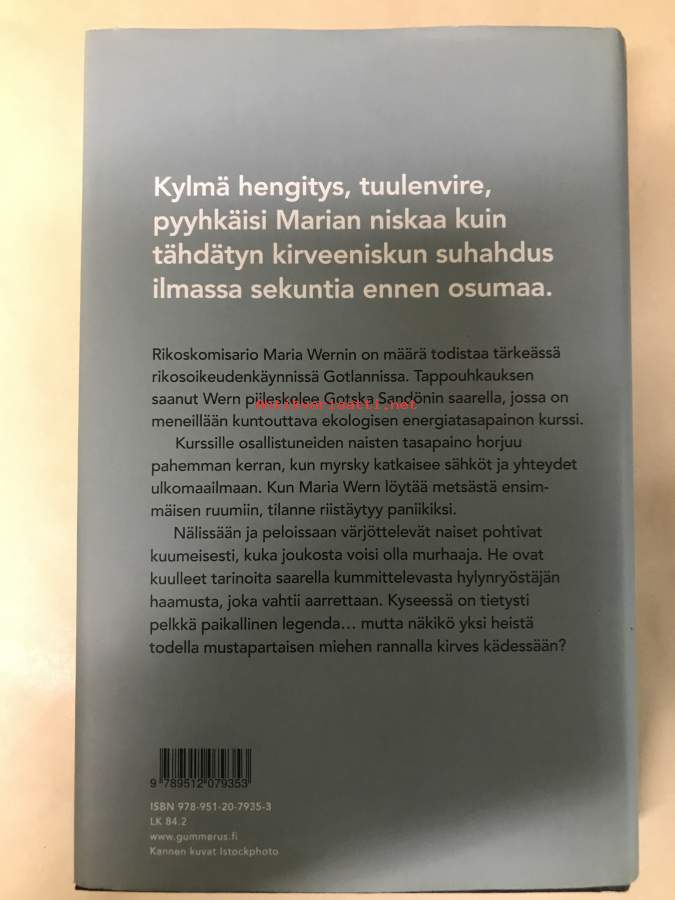 Kylmä hengitys, tuulenvire,
pyyhkäisi Marian niskaa kuin
tähdätyn kirveeniskun suhahdus
ilmassa sekuntia ennen osumaa.
Rikoskomisario Maria Wernin on määrä todistaa tärkeässä
rikosoikeudenkäynnissä Gotlannissa. Tappouhkauksen
saanut Wern piileskelee Gotska Sandönin saarella, jossa on
antikvariaatti.net
meneillään kuntouttava ekologisen energiatasapainon kurssi.
Kurssille osallistuneiden naisten tasapaino horjuu
pahemman kerran, kun myrsky katkaisee sähköt ja yhteydet
ulkomaailmaan. Kun Maria Wern löytää metsästä ensim-
mäisen ruumiin, tilanne riistäytyy paniikiksi.
Nälissään ja peloissaan värjöttelevät naiset pohtivat
kuumeisesti, kuka joukosta voisi olla murhaaja. He ovat
kuulleet tarinoita saarella kummittelevasta hylynryöstäjän
haamusta, joka vahtii aarrettaan. Kyseessä on tietysti
pelkkä paikallinen legenda… mutta näkikö yksi heistä
todella mustapartaisen miehen rannalla kirves kädessään?
9 789512 079353
ISBN 978-951-20-7935-3
LK 84.2
www.gummerus.fi
Kannen kuvat Istockphoto